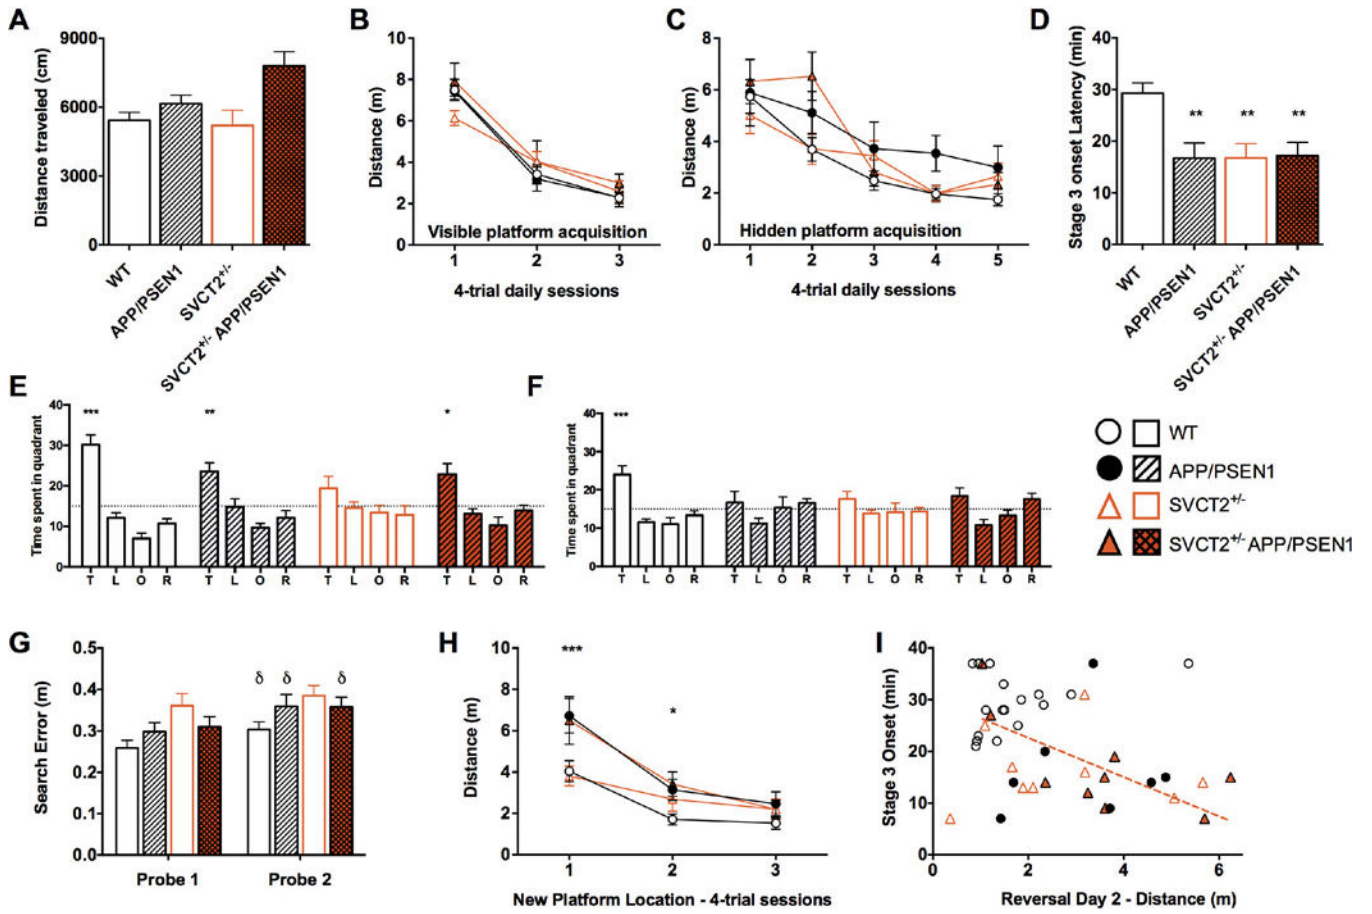 A
Distance traveled (cm)
9000
6000
3000
0
WT
APP/PSEN1
SVCT2+/-
SVCT2+/- APP/PSEN1
B
Distance (m)
10
8
6
4
2
0
Visible platform acquisition
1 2 3
4-trial daily sessions
C
Distance (m)
8
6
4
2
0
Hidden platform acquisition
1 2 3 4 5
4-trial daily sessions
D
Stage 3 onset Latency (min)
40
30
20
10
0
** ** **
WT
APP/PSEN1
SVCT2+/-
SVCT2+/- APP/PSEN1
E
Time spent in quadrant
40
30
20
10
0
*** ** *
T L O R T L O R T L O R T L O R
F
Time spent in quadrant
40
30
20
10
0
***
T L O R T L O R T L O R T L O R
WT
APP/PSEN1
SVCT2+/-
SVCT2+/- APP/PSEN1
G
Search Error (m)
0.5
0.4
0.3
0.2
0.1
0.0
δ δ δ
Probe 1 Probe 2
H
Distance (m)
10
8
6
4
2
0
*** *
1 2 3
New Platform Location - 4-trial sessions
I
Stage 3 Onset (min)
40
30
20
10
0
0 2 4 6
Reversal Day 2 - Distance (m)